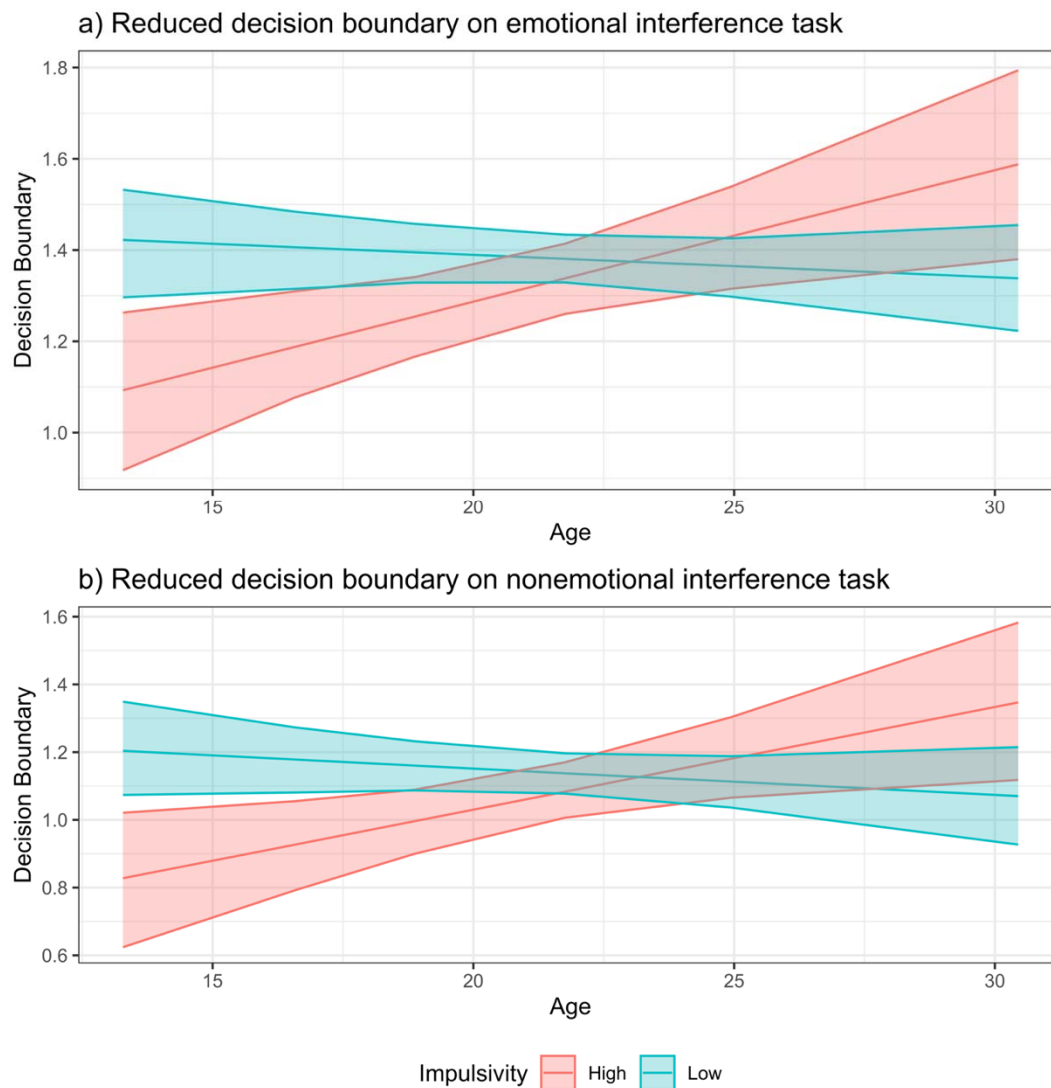 a) Reduced decision boundary on emotional interference task
1.8
1.6
1.4
1.2
1.0
Decision Boundary
15 20 25 30
Age
b) Reduced decision boundary on nonemotional interference task
1.6
1.4
1.2
1.0
0.8
0.6
Decision Boundary
15 20 25 30
Age
Impulsivity High Low